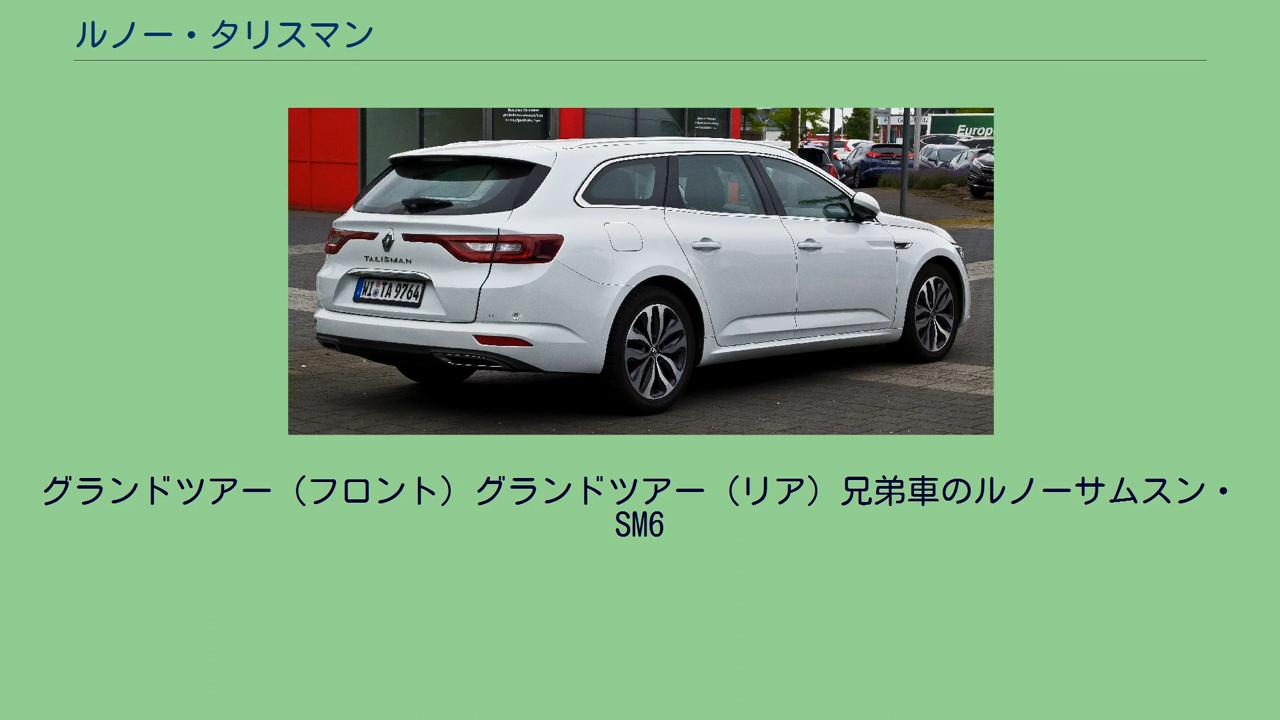 ルノー・タリスマン
Europ
TALISMAN
WI TA 9764
グランドツアー（フロント）グランドツアー（リア）兄弟車のルノーサムスン・
SM6